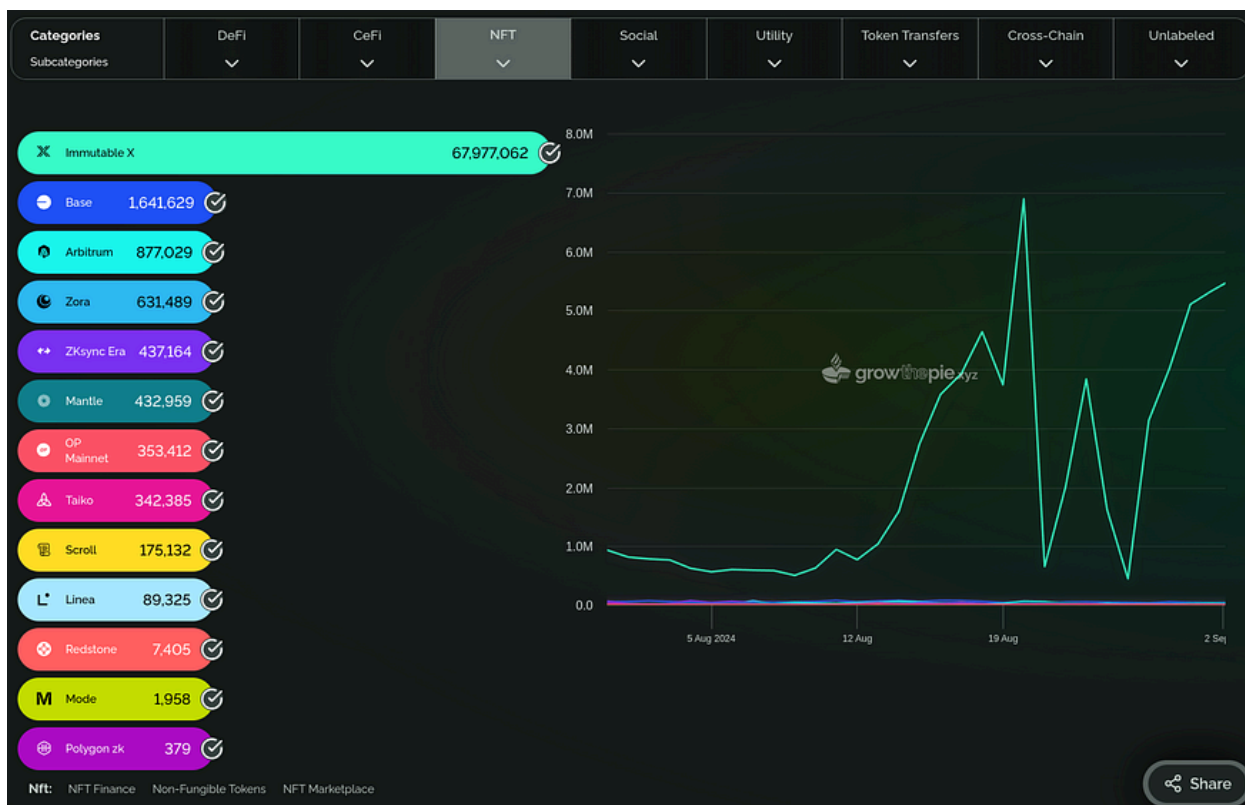 Categories DeFi CeFi NFT Social Utility Token Transfers Cross-Chain Unlabeled
Subcategories
Immutable X 67,977,062
Base 1,641,629
Arbitrum 877,029
Zora 631,489
ZKsync Era 437,164
Mantle 432,959
OP
Mainnet 353,412
Taiko 342,385
Scroll 175,132
Linea 89,325
Redstone 7,405
M Mode 1,958
Polygon zk 379
8.0M
7.0M
6.0M
5.0M
4.0M
3.0M
2.0M
1.0M
0.0
growthepie.xyz
5 Aug 2024 12 Aug 19 Aug 2 Sep
Nft: NFT Finance Non-Fungible Tokens NFT Marketplace
Share